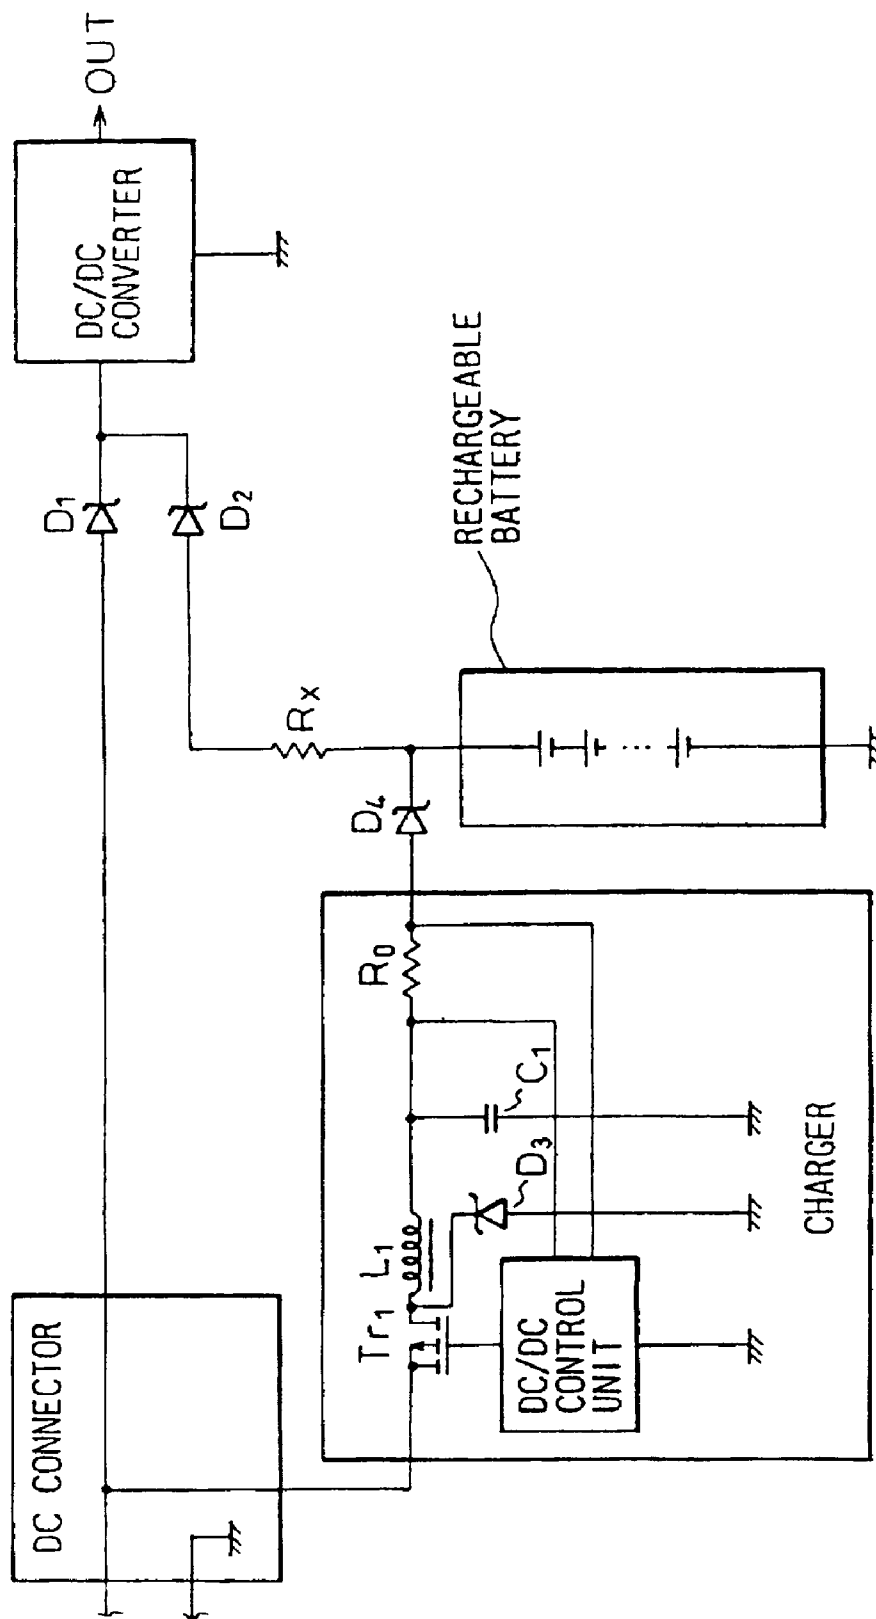 DC CONNECTOR
D1
D2
DC/DC
CONVERTER
OUT
Tr1
L1
R0
D4
RX
C1
D3
DC/DC
CONTROL
UNIT
CHARGER
RECHARGEABLE
BATTERY